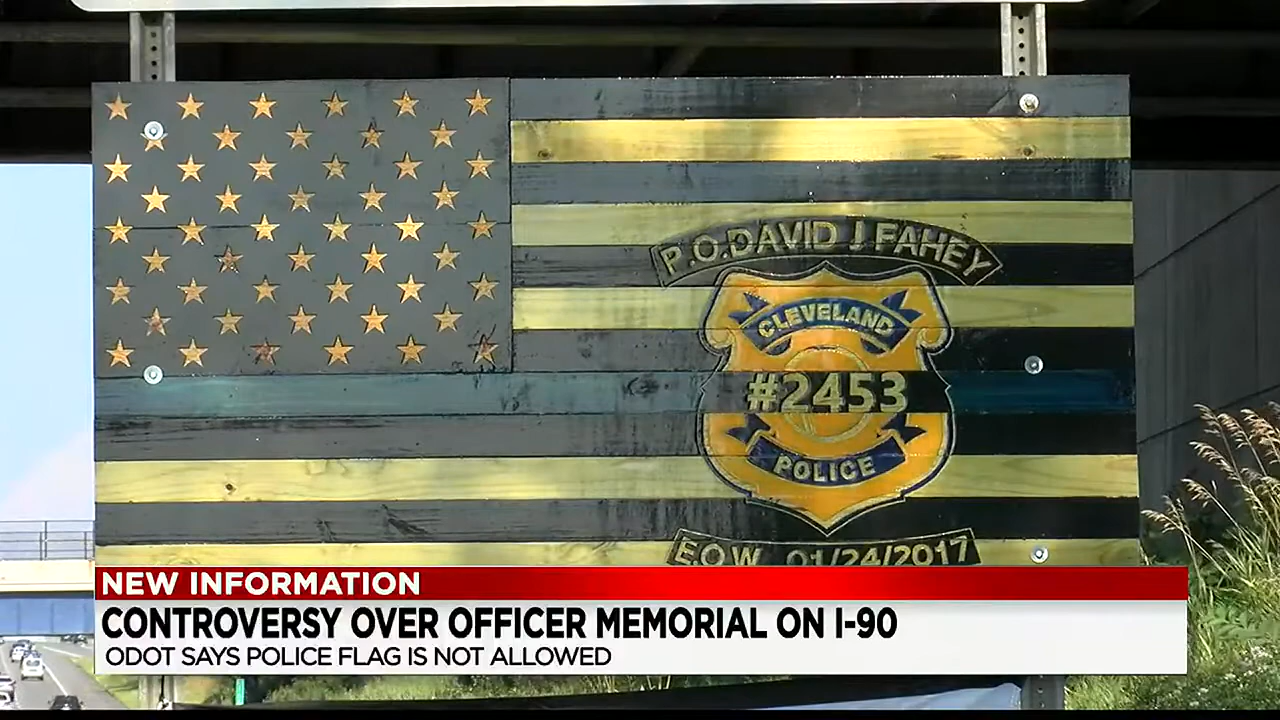 P.O. DAVID J FAHEY
CLEVELAND
#2453
POLICE
E.O.W. 01/24/2017
NEW INFORMATION
CONTROVERSY OVER OFFICER MEMORIAL ON I-90
ODOT SAYS POLICE FLAG IS NOT ALLOWED